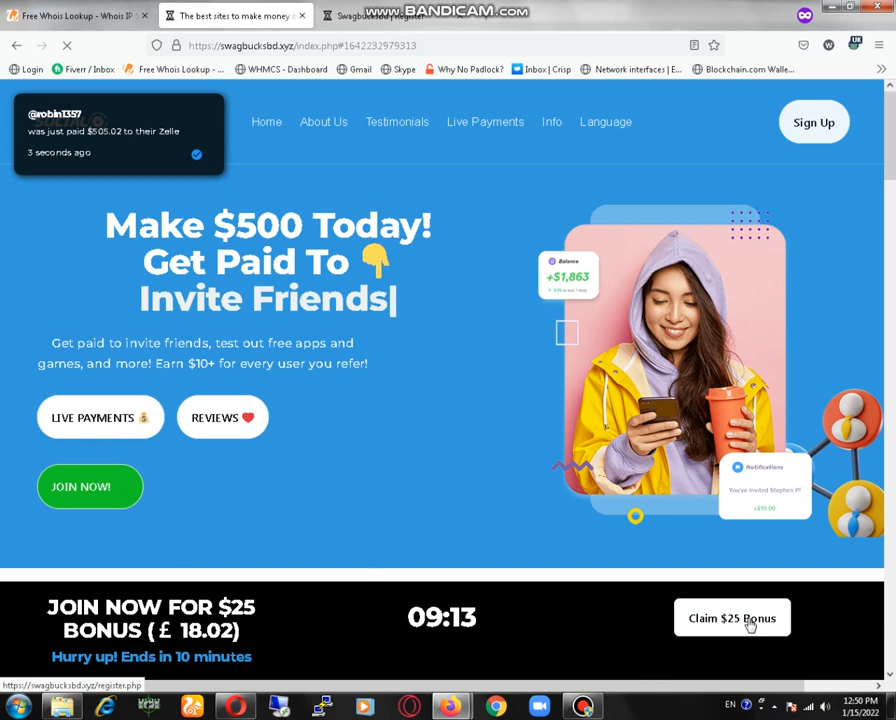 www.BANDICAM.com
Free Whois Lookup - Whois IP S
The best sites to make money o
Swagbucksbd | Register
https://swagbucksbd.xyz/index.php#1642232979313
Login
Fiverr / Inbox
Free Whois Lookup - ...
WHMCS - Dashboard
Gmail
Skype
Why No Padlock?
Inbox | Crisp
Network interfaces | E...
Blockchain.com Walle...
@robin1357
was just paid $505.02 to their Zelle
3 seconds ago
Home
About Us
Testimonials
Live Payments
Info
Language
Sign Up
Make $500 Today!
Get Paid To 👇
Invite Friends|
Get paid to invite friends, test out free apps and
games, and more! Earn $10+ for every user you refer!
LIVE PAYMENTS 💰
REVIEWS ❤️
JOIN NOW!
Balance
+$1,863
Notifications
You've Invited Stephen P!
+$10.00
JOIN NOW FOR $25
BONUS (£ 18.02)
Hurry up! Ends in 10 minutes
09:13
Claim $25 Bonus
https://swagbucksbd.xyz/register.php
EN
12:50 PM
1/15/2022